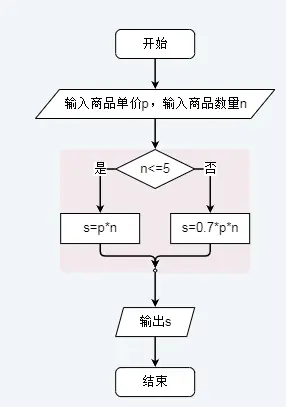 开始
输入商品单价p，输入商品数量n
n<=5
是
否
s=p*n
s=0.7*p*n
输出s
结束